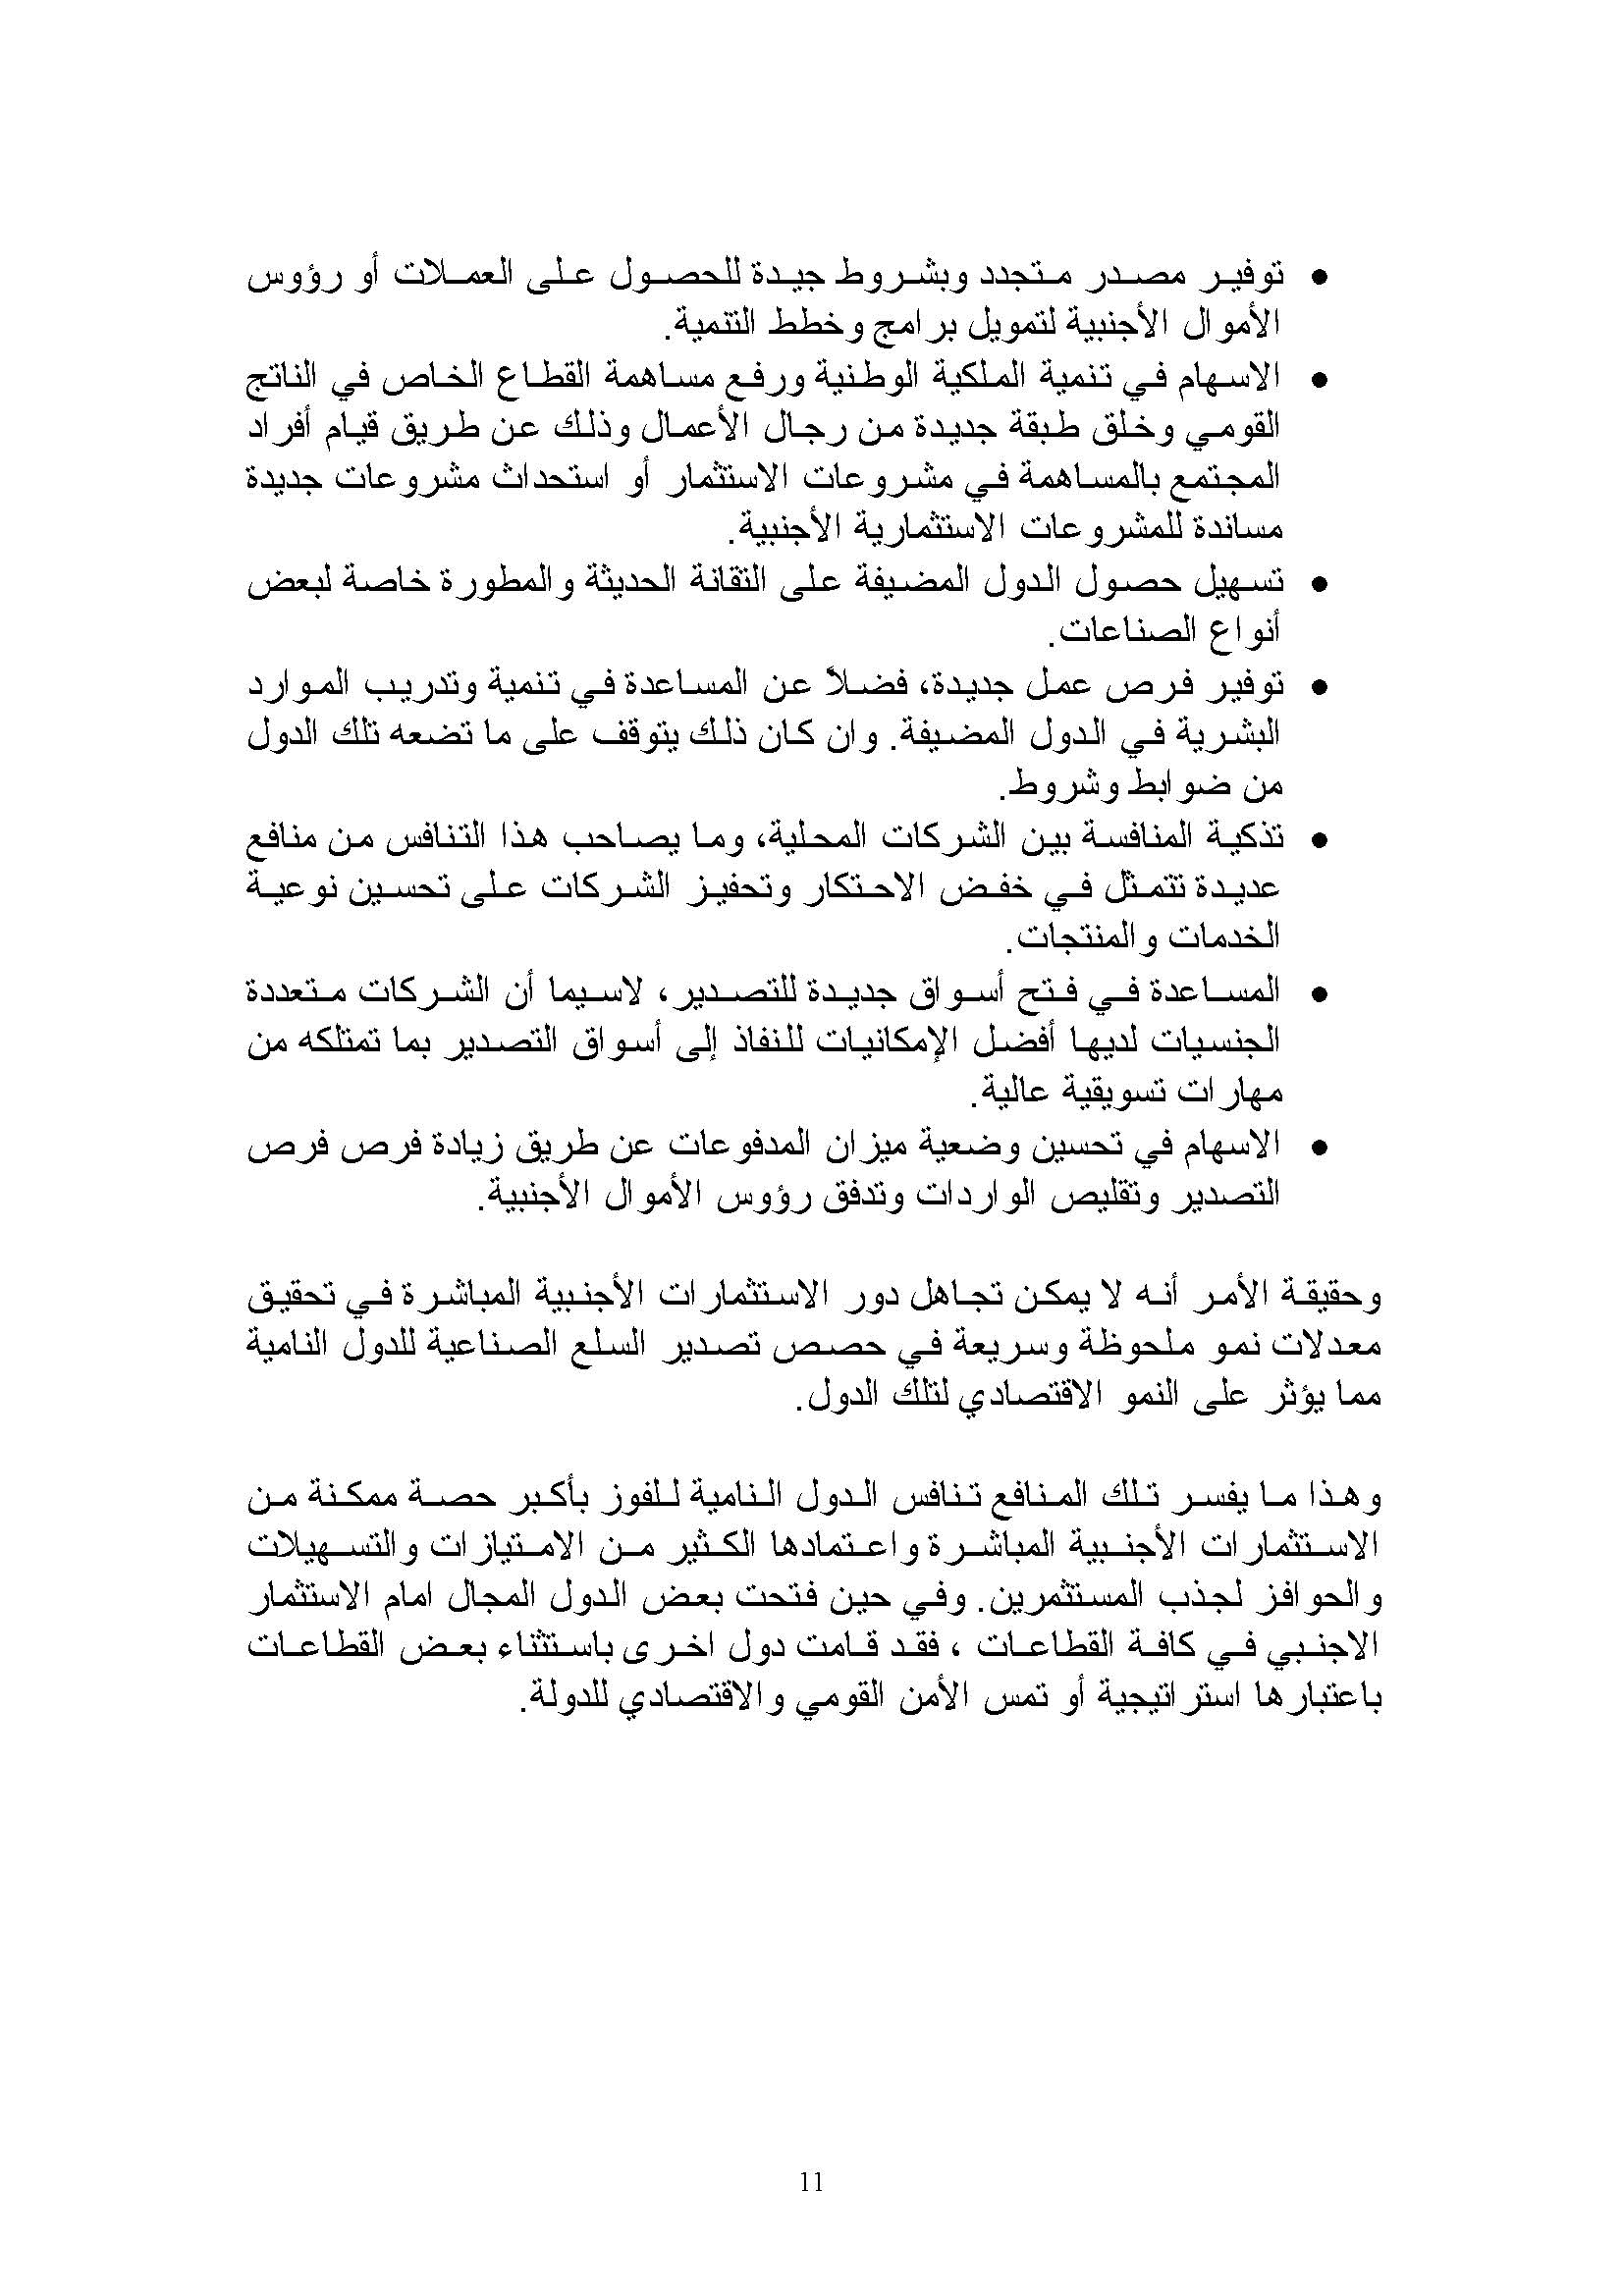 • توفير مصدر متجدد وبشروط جيدة للحصول على العملات أو رؤوس
الأموال الأجنبية لتمويل برامج وخطط التنمية.
• الاسهام في تنمية الملكية الوطنية ورفع مساهمة القطاع الخاص في الناتج
القومي وخلق طبقة جديدة من رجال الأعمال وذلك عن طريق قيام أفراد
المجتمع بالمساهمة في مشروعات الاستثمار أو استحداث مشروعات جديدة
مساندة للمشروعات الاستثمارية الأجنبية.
• تسهيل حصول الدول المضيفة على التقانة الحديثة والمطورة خاصة لبعض
أنواع الصناعات.
• توفير فرص عمل جديدة، فضلاً عن المساعدة في تنمية وتدريب الموارد
البشرية في الدول المضيفة. وان كان ذلك يتوقف على ما تضعه تلك الدول
من ضوابط وشروط.
• تذكية المنافسة بين الشركات المحلية، وما يصاحب هذا التنافس من منافع
عديدة تتمثل في خفض الاحتكار وتحفيز الشركات على تحسين نوعية
الخدمات والمنتجات.
• المساعدة في فتح أسواق جديدة للتصدير، لاسيما أن الشركات متعددة
الجنسيات لديها أفضل الإمكانيات للنفاذ إلى أسواق التصدير بما تمتلكه من
مهارات تسويقية عالية.
• الاسهام في تحسين وضعية ميزان المدفوعات عن طريق زيادة فرص فرص
التصدير وتقليص الواردات وتدفق رؤوس الأموال الأجنبية.
وحقيقة الأمر أنه لا يمكن تجاهل دور الاستثمارات الأجنبية المباشرة في تحقيق
معدلات نمو ملحوظة وسريعة في حصص تصدير السلع الصناعية للدول النامية
مما يؤثر على النمو الاقتصادي لتلك الدول.
وهذا ما يفسر تلك المنافع تنافس الدول النامية للفوز بأكبر حصة ممكنة من
الاستثمارات الأجنبية المباشرة واعتمادها الكثير من الامتيازات والتسهيلات
والحوافز لجذب المستثمرين. وفي حين فتحت بعض الدول المجال امام الاستثمار
الاجنبي في كافة القطاعات ، فقد قامت دول اخرى باستثناء بعض القطاعات
باعتبارها استراتيجية أو تمس الأمن القومي والاقتصادي للدولة.
11